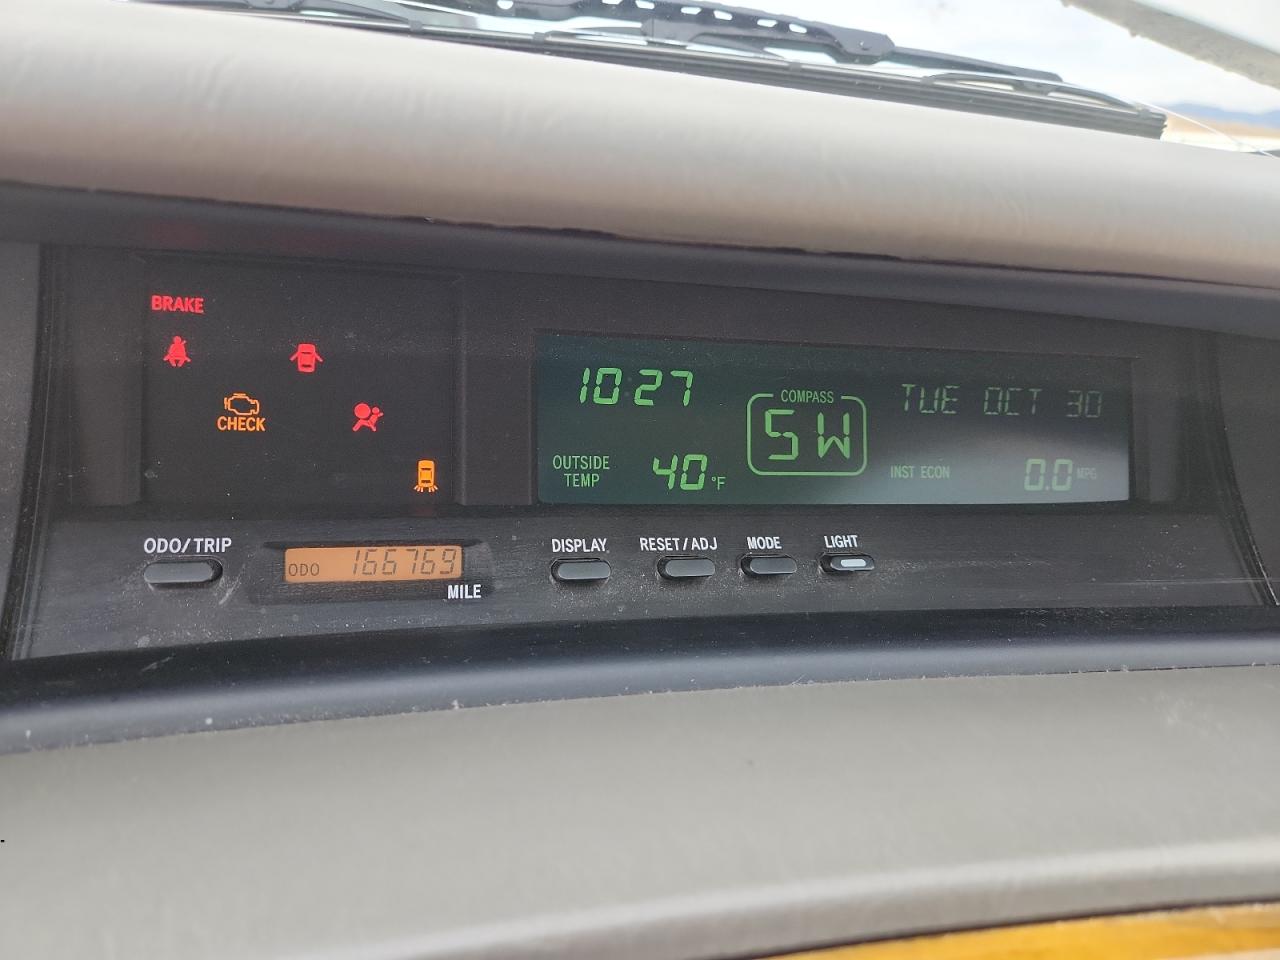 BRAKE
CHECK
10:27
COMPASS
SW
TUE OCT 30
OUTSIDE
TEMP
40°F
INST ECON
0.0 MPG
ODO/TRIP
ODO 166769
MILE
DISPLAY
RESET/ADJ
MODE
LIGHT